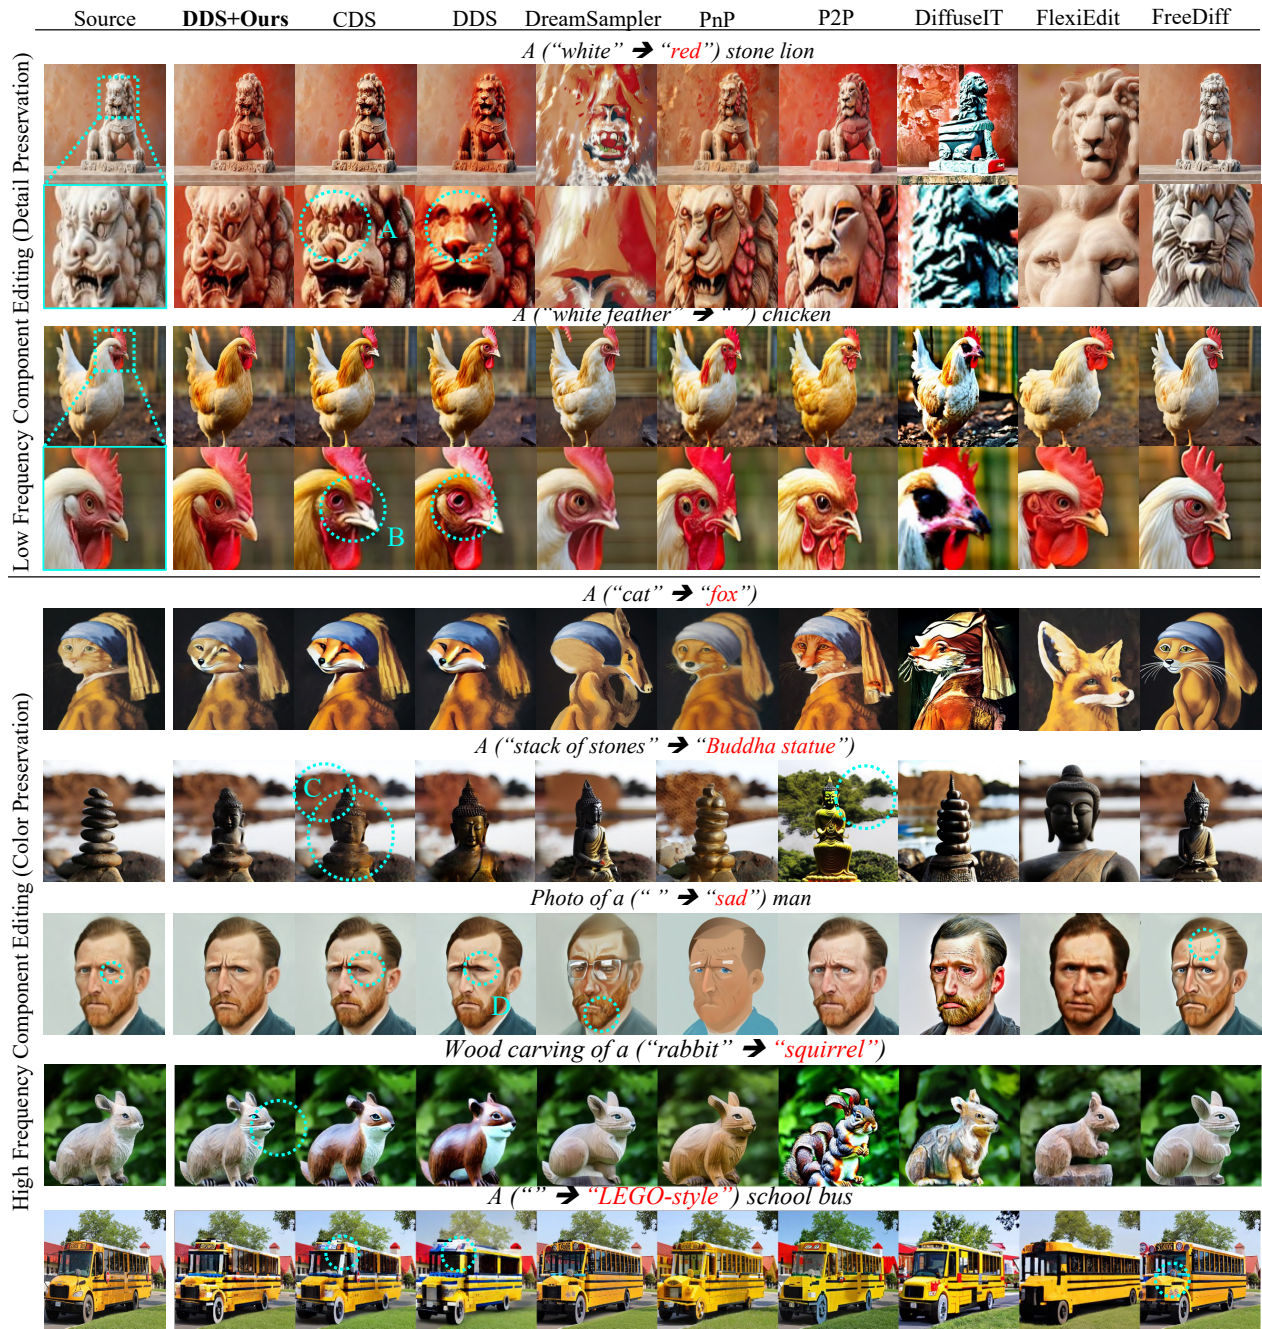 Source DDS+Ours CDS DDS DreamSampler PnP P2P DiffuseIT FlexiEdit FreeDiff
Low Frequency Component Editing (Detail Preservation)
A (“white” ➔ “red”) stone lion
A
A (“white feather” ➔ “ ”) chicken
B
High Frequency Component Editing (Color Preservation)
A (“cat” ➔ “fox”)
A (“stack of stones” ➔ “Buddha statue”)
C
Photo of a (“ ” ➔ “sad”) man
D
Wood carving of a (“rabbit” ➔ “squirrel”)
A (“” ➔ “LEGO-style”) school bus